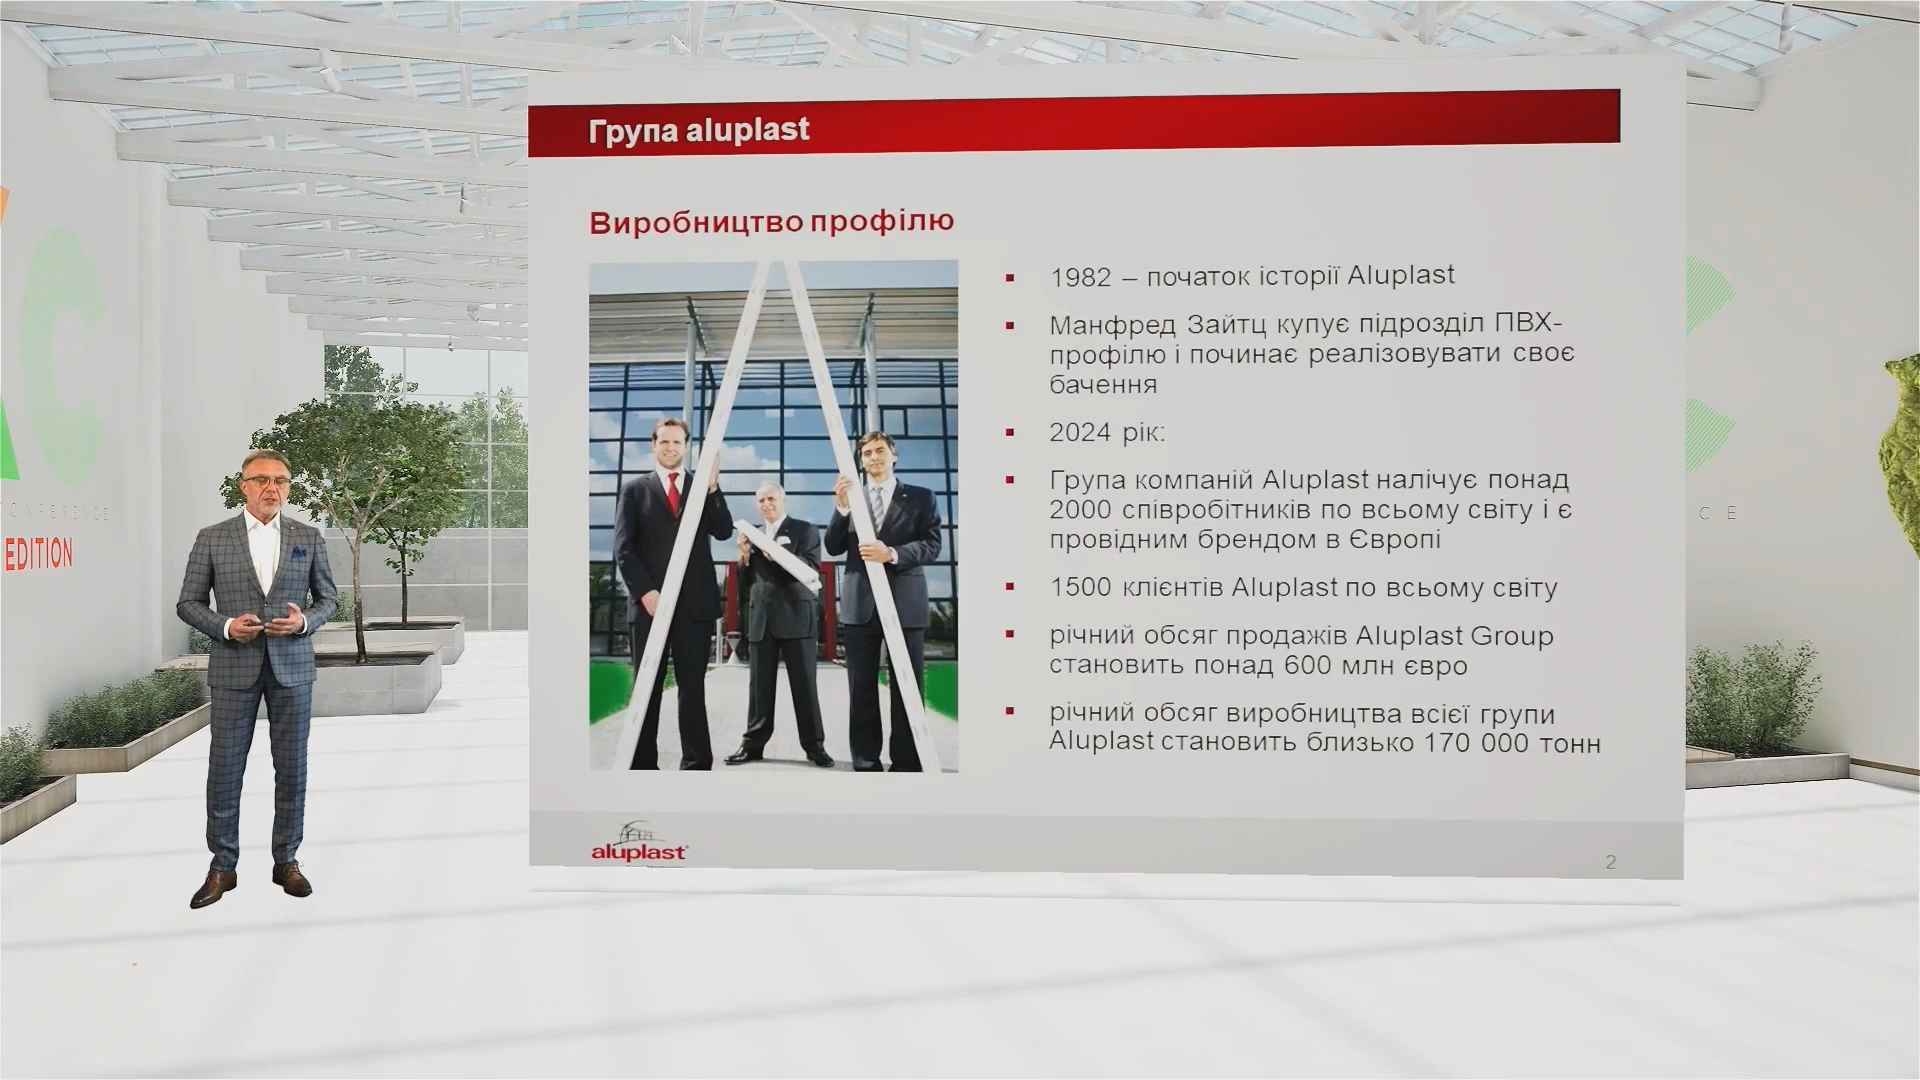 Група aluplast
Виробництво профілю
1982 – початок історії Aluplast
Манфред Зайтц купує підрозділ ПВХ-
профілю і починає реалізовувати своє
бачення
2024 рік:
Група компаній Aluplast налічує понад
2000 співробітників по всьому світу і є
провідним брендом в Європі
1500 клієнтів Aluplast по всьому світу
річний обсяг продажів Aluplast Group
становить понад 600 млн євро
річний обсяг виробництва всієї групи
Aluplast становить близько 170 000 тонн
aluplast
2
C
CONFERENCE
EDITION
C E